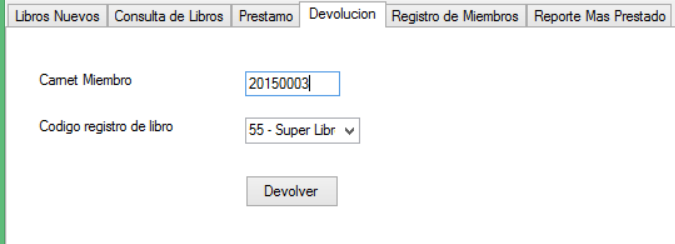 Libros Nuevos Consulta de Libros Prestamo Devolucion Registro de Miembros Reporte Mas Prestado
Carnet Miembro 20150003
Codigo registro de libro 55 - Super Libr
Devolver